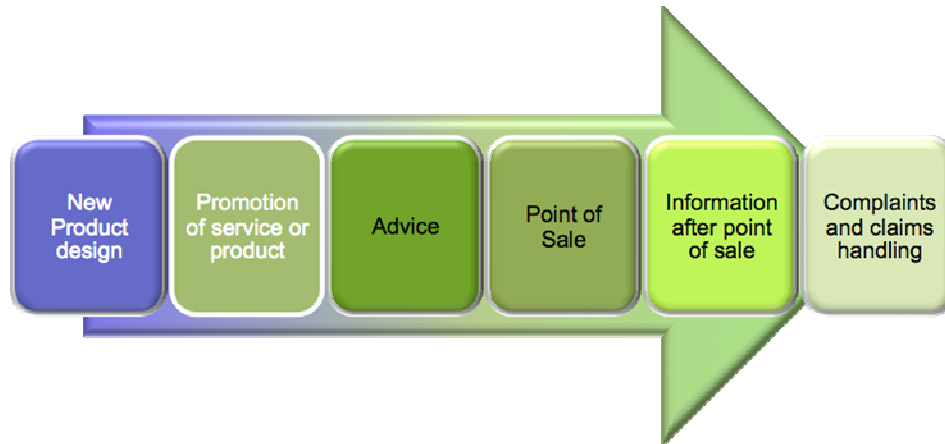 New
Product
design
Promotion
of service or
product
Advice
Point of
Sale
Information
after point
of sale
Complaints
and claims
handling